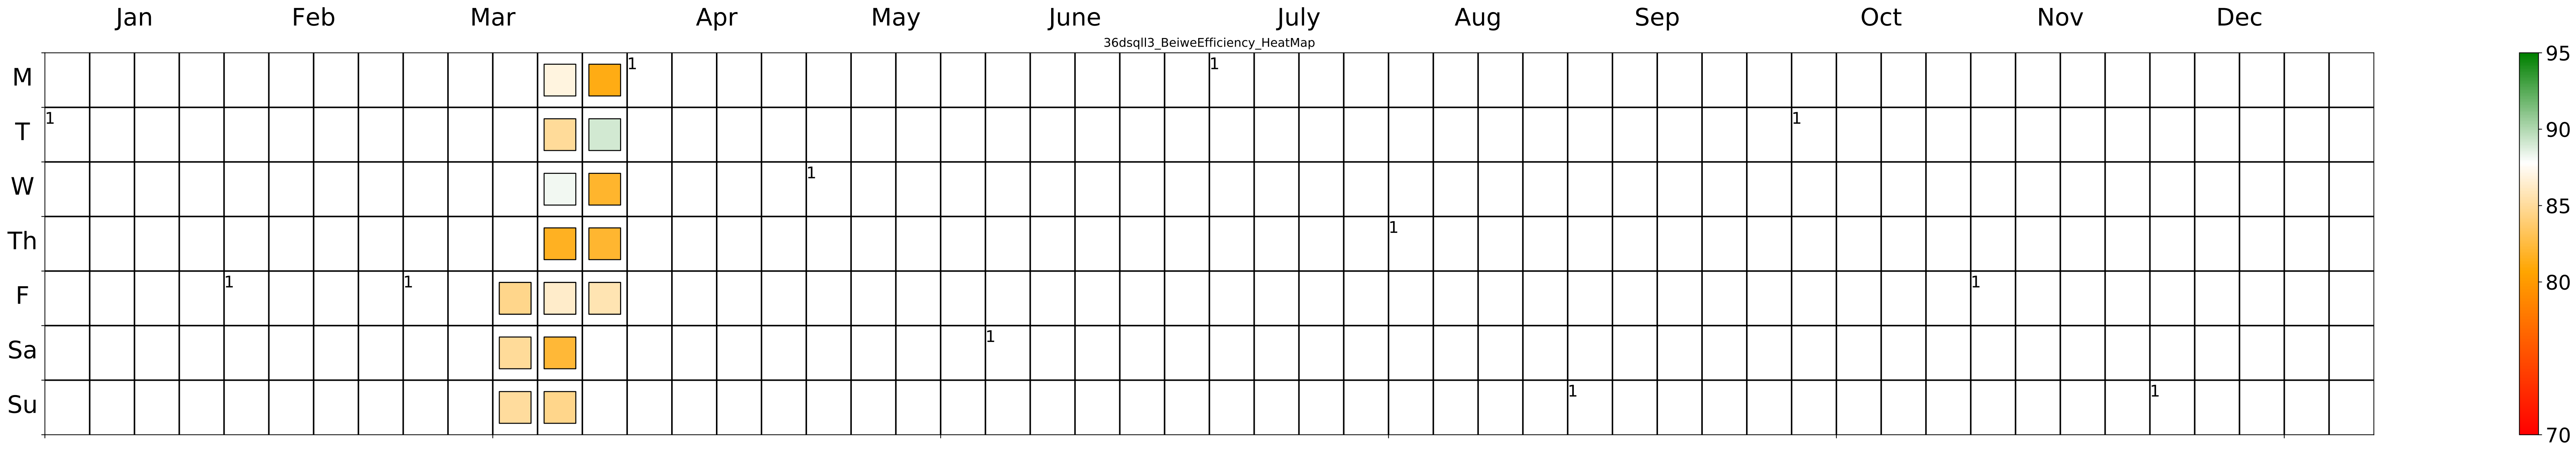 Jan Feb Mar Apr May June July Aug Sep Oct Nov Dec
36dsqll3_BeiweEfficiency_HeatMap
95
M 1 1
T 1 1
90
W 1
85
Th 1
F 1 1 1
80
Sa 1
Su 1 1
70